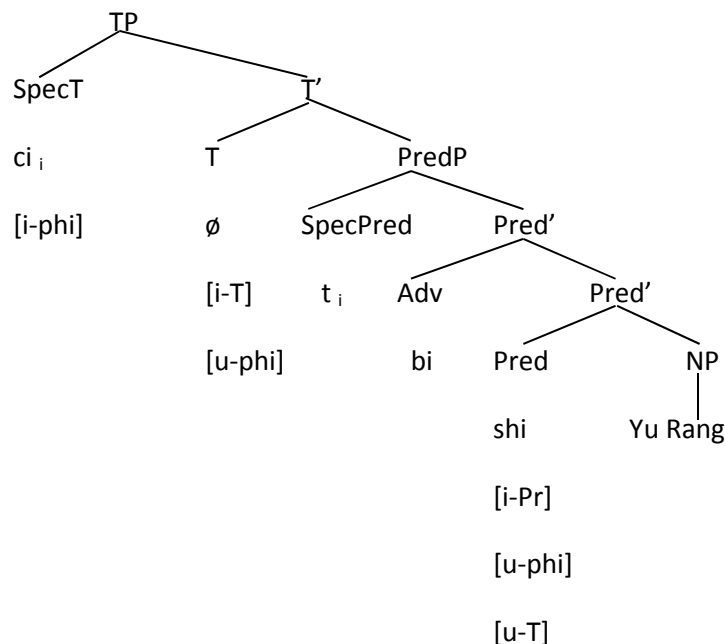 TP
SpecT T’
ci i T PredP
[i-phi] ø SpecPred Pred’
[i-T] t i Adv Pred’
[u-phi] bi Pred NP
shi Yu Rang
[i-Pr]
[u-phi]
[u-T]